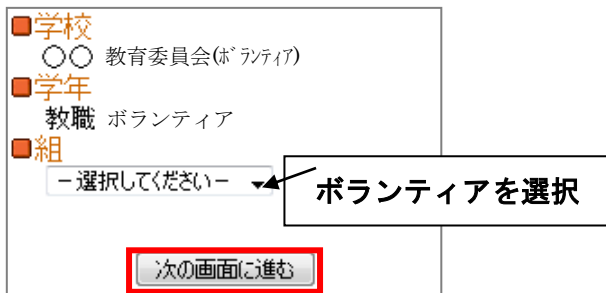 ■学校
○○ 教育委員会(ﾎﾞﾗﾝﾃｨｱ)
■学年
教職 ボランティア
■組
－選択してください－
ボランティアを選択
次の画面に進む